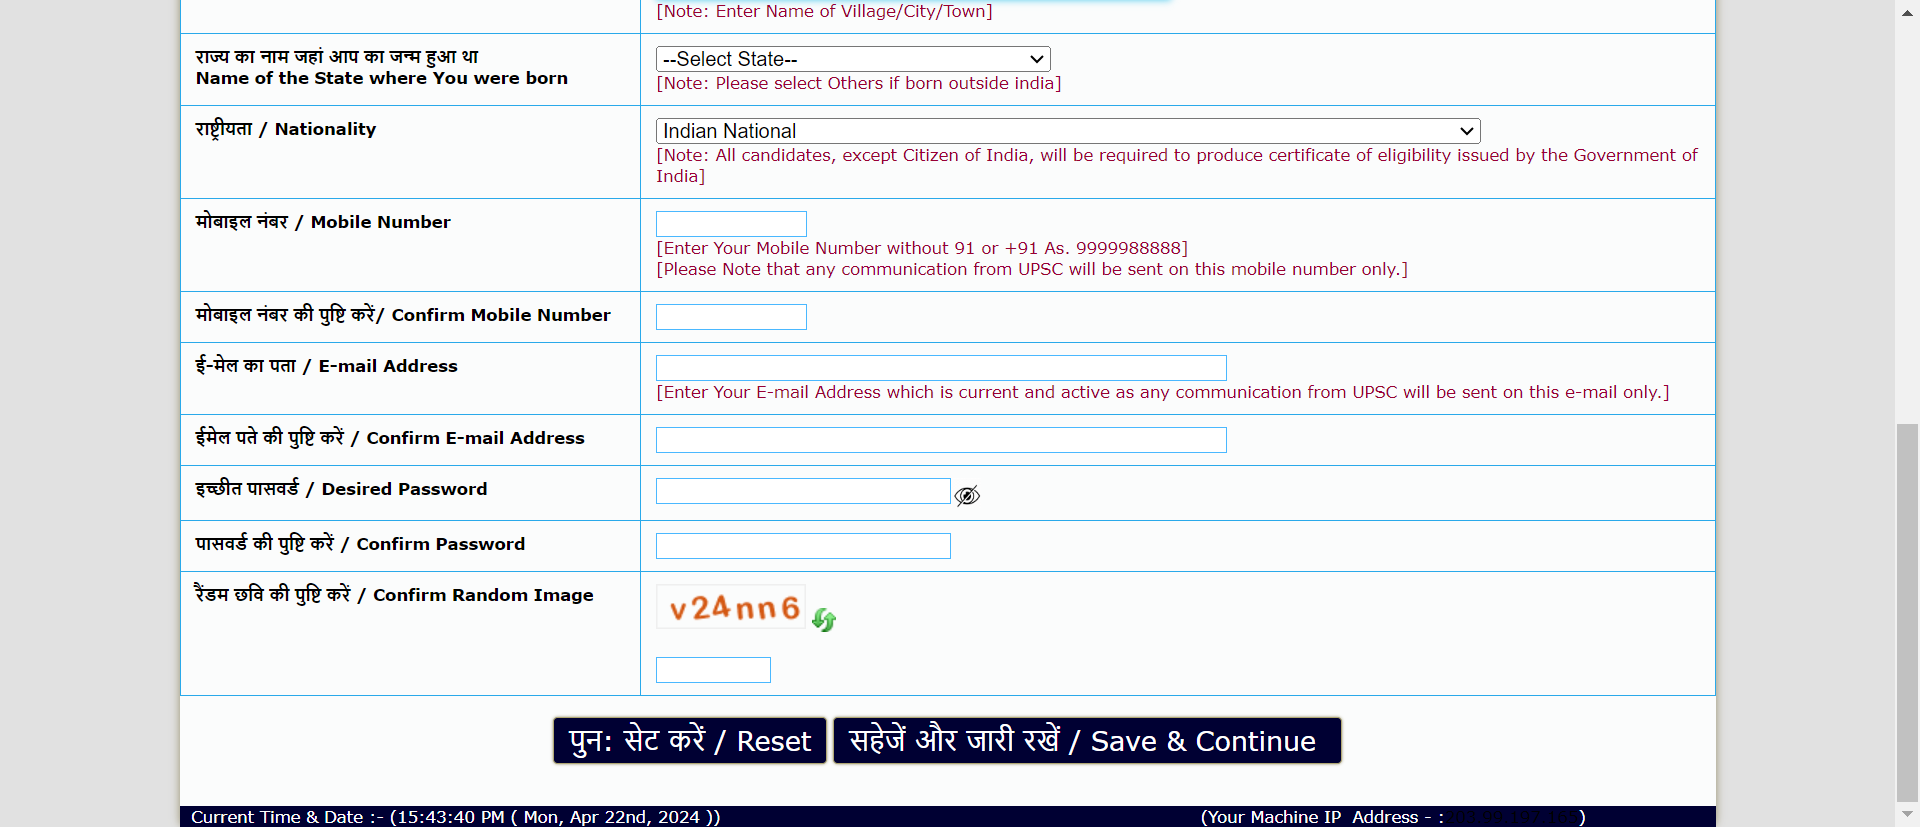 [Note: Enter Name of Village/City/Town]
राज्य का नाम जहां आप का जन्म हुआ था
Name of the State where You were born
--Select State--
[Note: Please select Others if born outside india]
राष्ट्रीयता / Nationality
Indian National
[Note: All candidates, except Citizen of India, will be required to produce certificate of eligibility issued by the Government of
India]
मोबाइल नंबर / Mobile Number
[Enter Your Mobile Number without 91 or +91 As. 9999988888]
[Please Note that any communication from UPSC will be sent on this mobile number only.]
मोबाइल नंबर की पुष्टि करें/ Confirm Mobile Number
ई-मेल का पता / E-mail Address
[Enter Your E-mail Address which is current and active as any communication from UPSC will be sent on this e-mail only.]
ईमेल पते की पुष्टि करें / Confirm E-mail Address
इच्छीत पासवर्ड / Desired Password
पासवर्ड की पुष्टि करें / Confirm Password
रैंडम छवि की पुष्टि करें / Confirm Random Image
v24nn6
पुन: सेट करें / Reset
सहेजें और जारी रखें / Save & Continue
Current Time & Date :- (15:43:40 PM ( Mon, Apr 22nd, 2024 ))
(Your Machine IP Address - : )